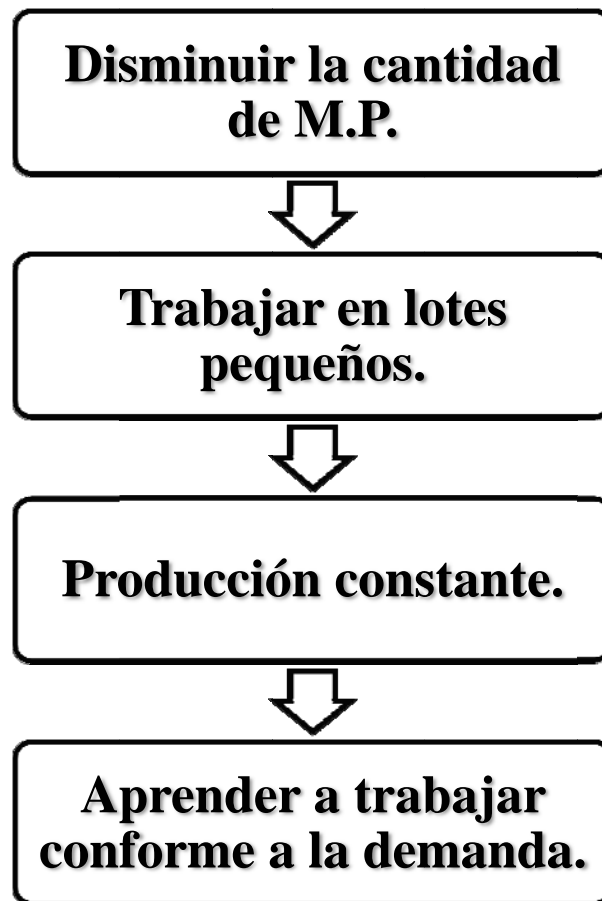 Disminuir la cantidad
de M.P.
Trabajar en lotes
pequeños.
Producción constante.
Aprender a trabajar
conforme a la demanda.